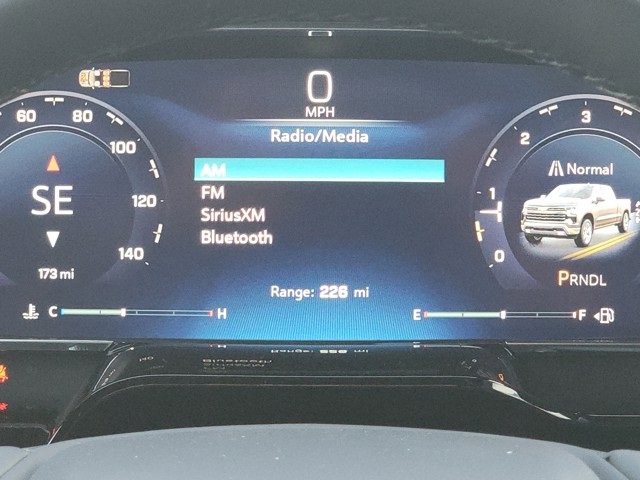 0
MPH
Radio/Media
AM
FM
SiriusXM
Bluetooth
Range: 226 mi
60 80 100 120 140
SE
173 mi
C H
0 1 2 3
Normal
PRNDL
E F